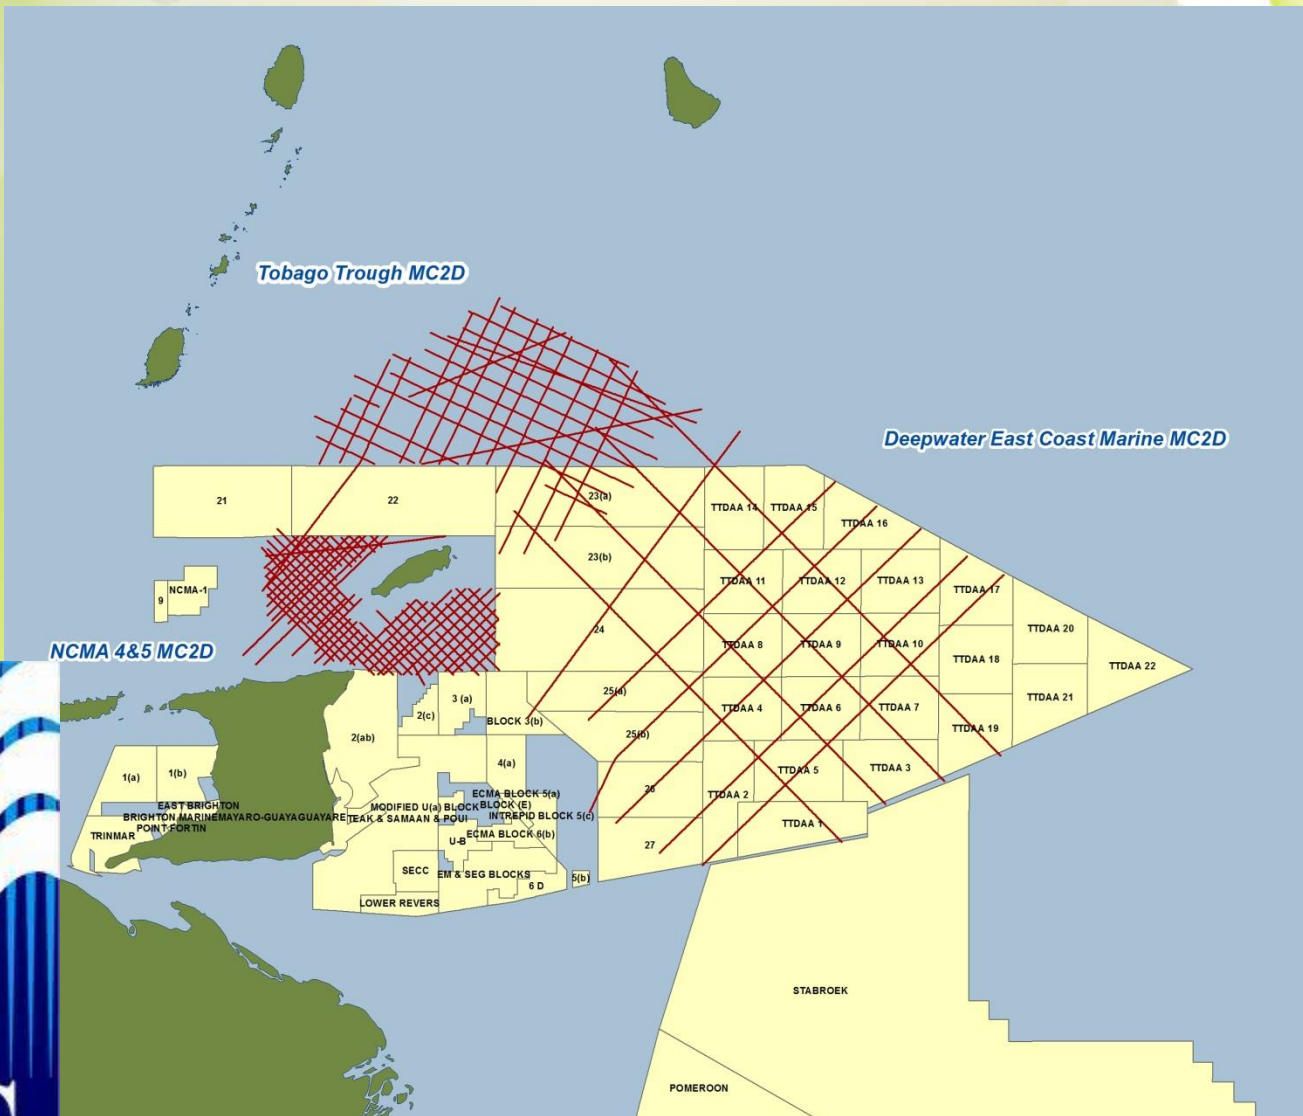 Tobago Trough MC2D
Deepwater East Coast Marine MC2D
21
22
23(a)
TTDAA 14
TTDAA 15
TTDAA 16
23(b)
9
NCMA-1
TTDAA 11
TTDAA 12
TTDAA 13
TTDAA 17
24
TTDAA 8
TTDAA 9
TTDAA 10
TTDAA 20
NCMA 4&5 MC2D
TTDAA 18
TTDAA 22
3 (a)
25(a)
TTDAA 21
2(c)
BLOCK 3(b)
TTDAA 4
TTDAA 6
TTDAA 7
2(ab)
25(b)
TTDAA 19
1(a)
1(b)
4(a)
TTDAA 5
TTDAA 3
26
TTDAA 2
ECMA BLOCK 5(a)
EAST BRIGHTON
MODIFIED U(a) BLOCK
BLOCK (E)
BRIGHTON MARINE
MAYARO-GUAYAGUAYARE
TEAK & SAMAAN & POUI
INTREPID BLOCK 5(c)
TTDAA 1
TRINMAR
POINT FORTIN
U-B
ECMA BLOCK 6(b)
27
SECC
EM & SEG BLOCKS
5(b)
6 D
LOWER REVERS
STABROEK
POMEROON